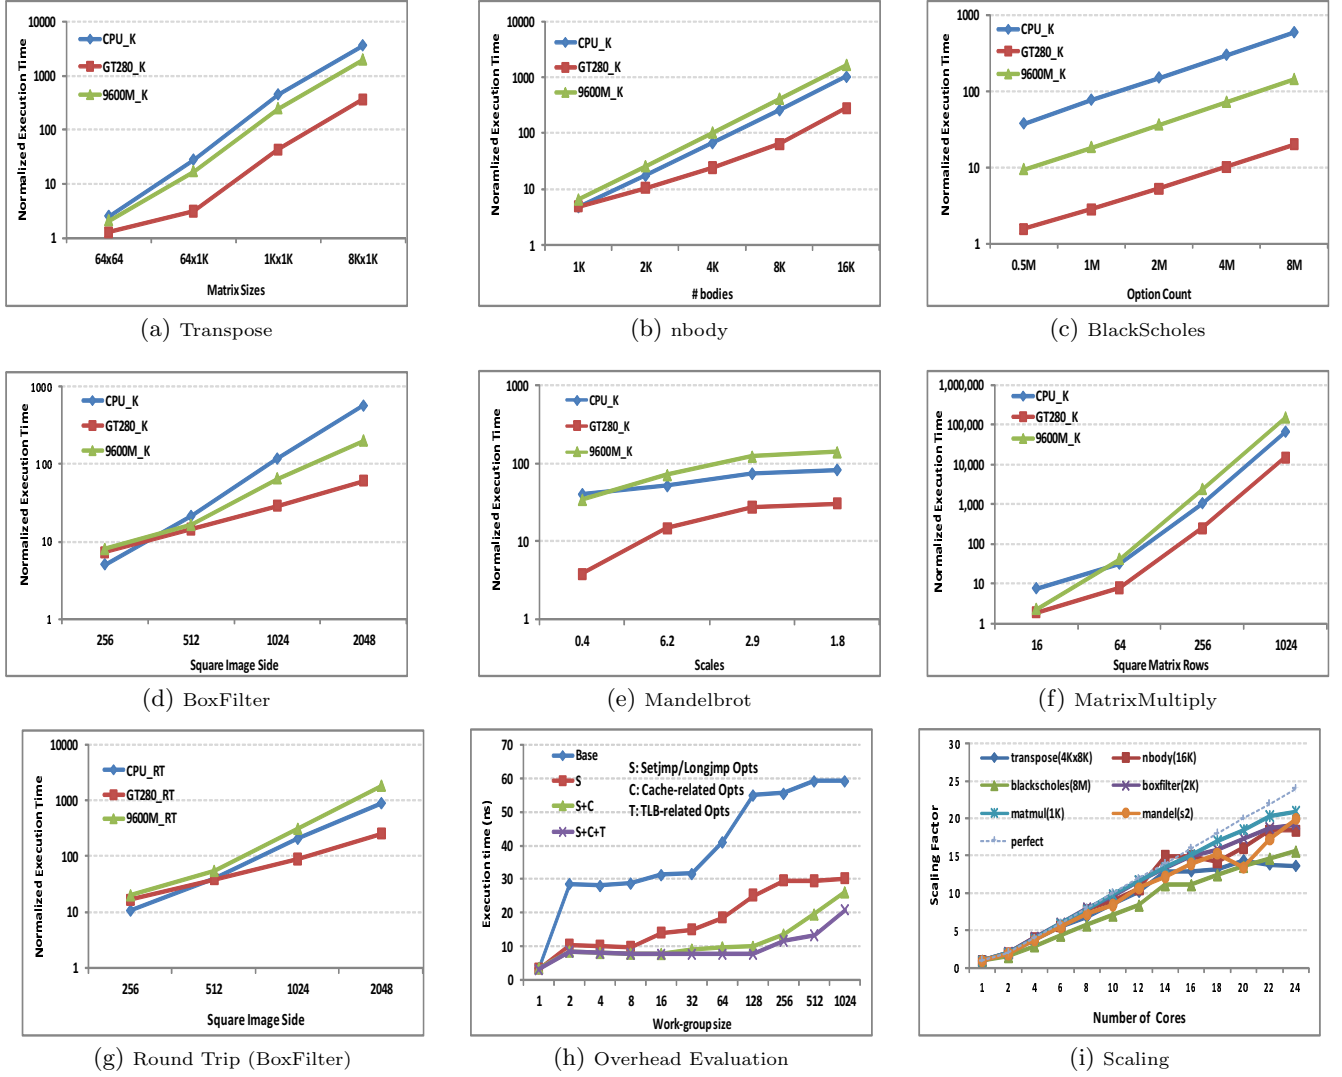 10000
1000
100
10
1
Normalized Execution Time
CPU_K
GT280_K
9600M_K
64x64
64x1K
1Kx1K
8Kx1K
Matrix Sizes
(a) Transpose
10000
1000
100
10
1
Noramlized Execution Time
CPU_K
GT280_K
9600M_K
1K
2K
4K
8K
16K
# bodies
(b) nbody
1000
100
10
1
Normalized Execution Time
CPU_K
GT280_K
9600M_K
0.5M
1M
2M
4M
8M
Option Count
(c) BlackScholes
1000
100
10
1
Normalized Execution Time
CPU_K
GT280_K
9600M_K
256
512
1024
2048
Square Image Side
(d) BoxFilter
1000
100
10
1
Normalized Execution Time
CPU_K
GT280_K
9600M_K
0.4
6.2
2.9
1.8
Scales
(e) Mandelbrot
1,000,000
100,000
10,000
1,000
100
10
1
Normalized Execution Time
CPU_K
GT280_K
9600M_K
16
64
256
1024
Square Matrix Rows
(f) MatrixMultiply
10000
1000
100
10
1
Normalized Execution Time
CPU_RT
GT280_RT
9600M_RT
256
512
1024
2048
Square Image Side
(g) Round Trip (BoxFilter)
70
60
50
40
30
20
10
0
Execution time (ns)
Base
S
S+C
S+C+T
S: Setjmp/Longjmp Opts
C: Cache-related Opts
T: TLB-related Opts
1
2
4
8
16
32
64
128
256
512
1024
Work-group size
(h) Overhead Evaluation
30
25
20
15
10
5
0
Scaling Factor
transpose(4Kx8K)
nbody(16K)
blackscholes(8M)
boxfilter(2K)
matmul(1K)
mandel(s2)
perfect
1
2
4
6
8
10
12
14
16
18
20
22
24
Number of Cores
(i) Scaling